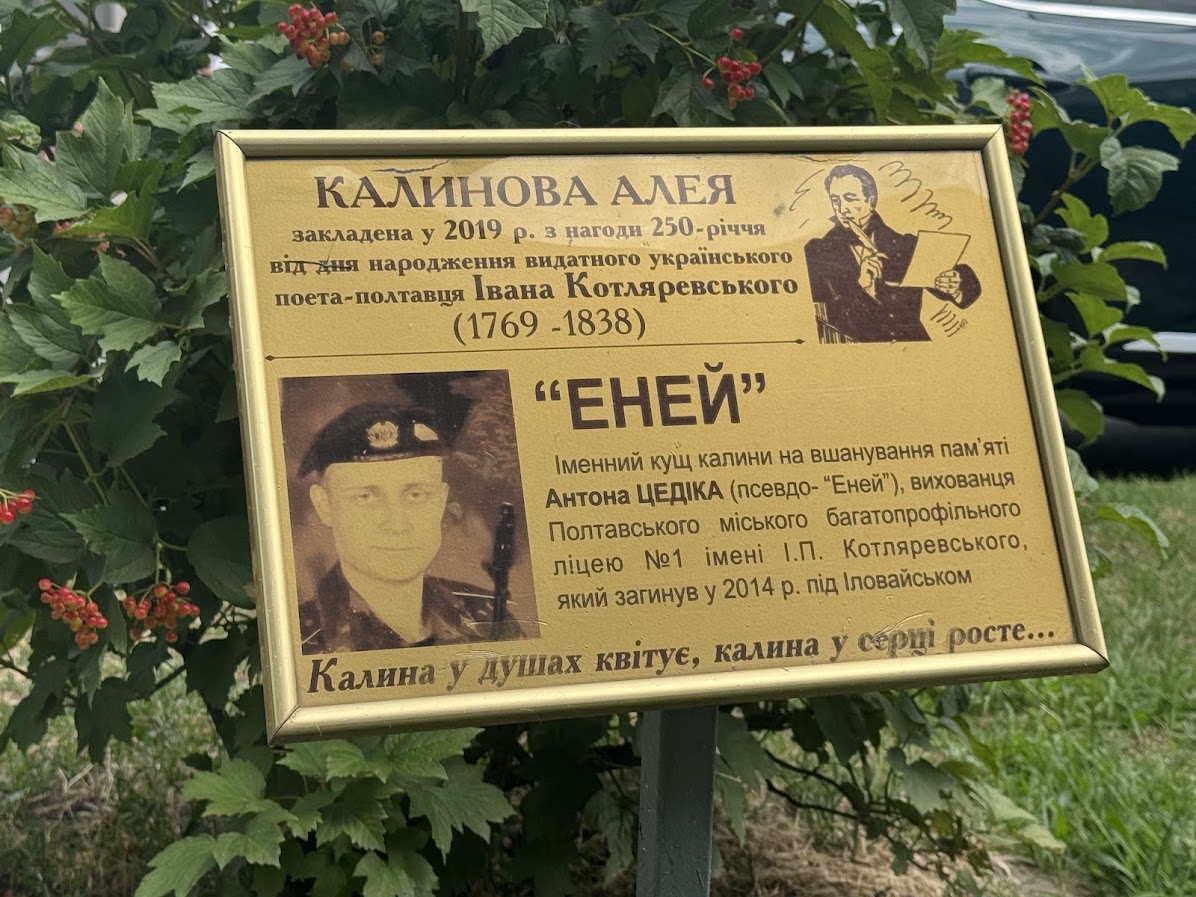 КАЛИНОВА АЛЕЯ
закладена у 2019 р. з нагоди 250-річчя
від дня народження видатного українського
поета-полтавця Івана Котляревського
(1769 -1838)
“ЕНЕЙ”
Іменний кущ калини на вшанування пам’яті
Антона ЦЕДІКА (псевдо- “Еней”), вихованця
Полтавського міського багатопрофільного
ліцею №1 імені І.П. Котляревського,
який загинув у 2014 р. під Іловайськом
Калина у душах квітує, калина у серці росте...